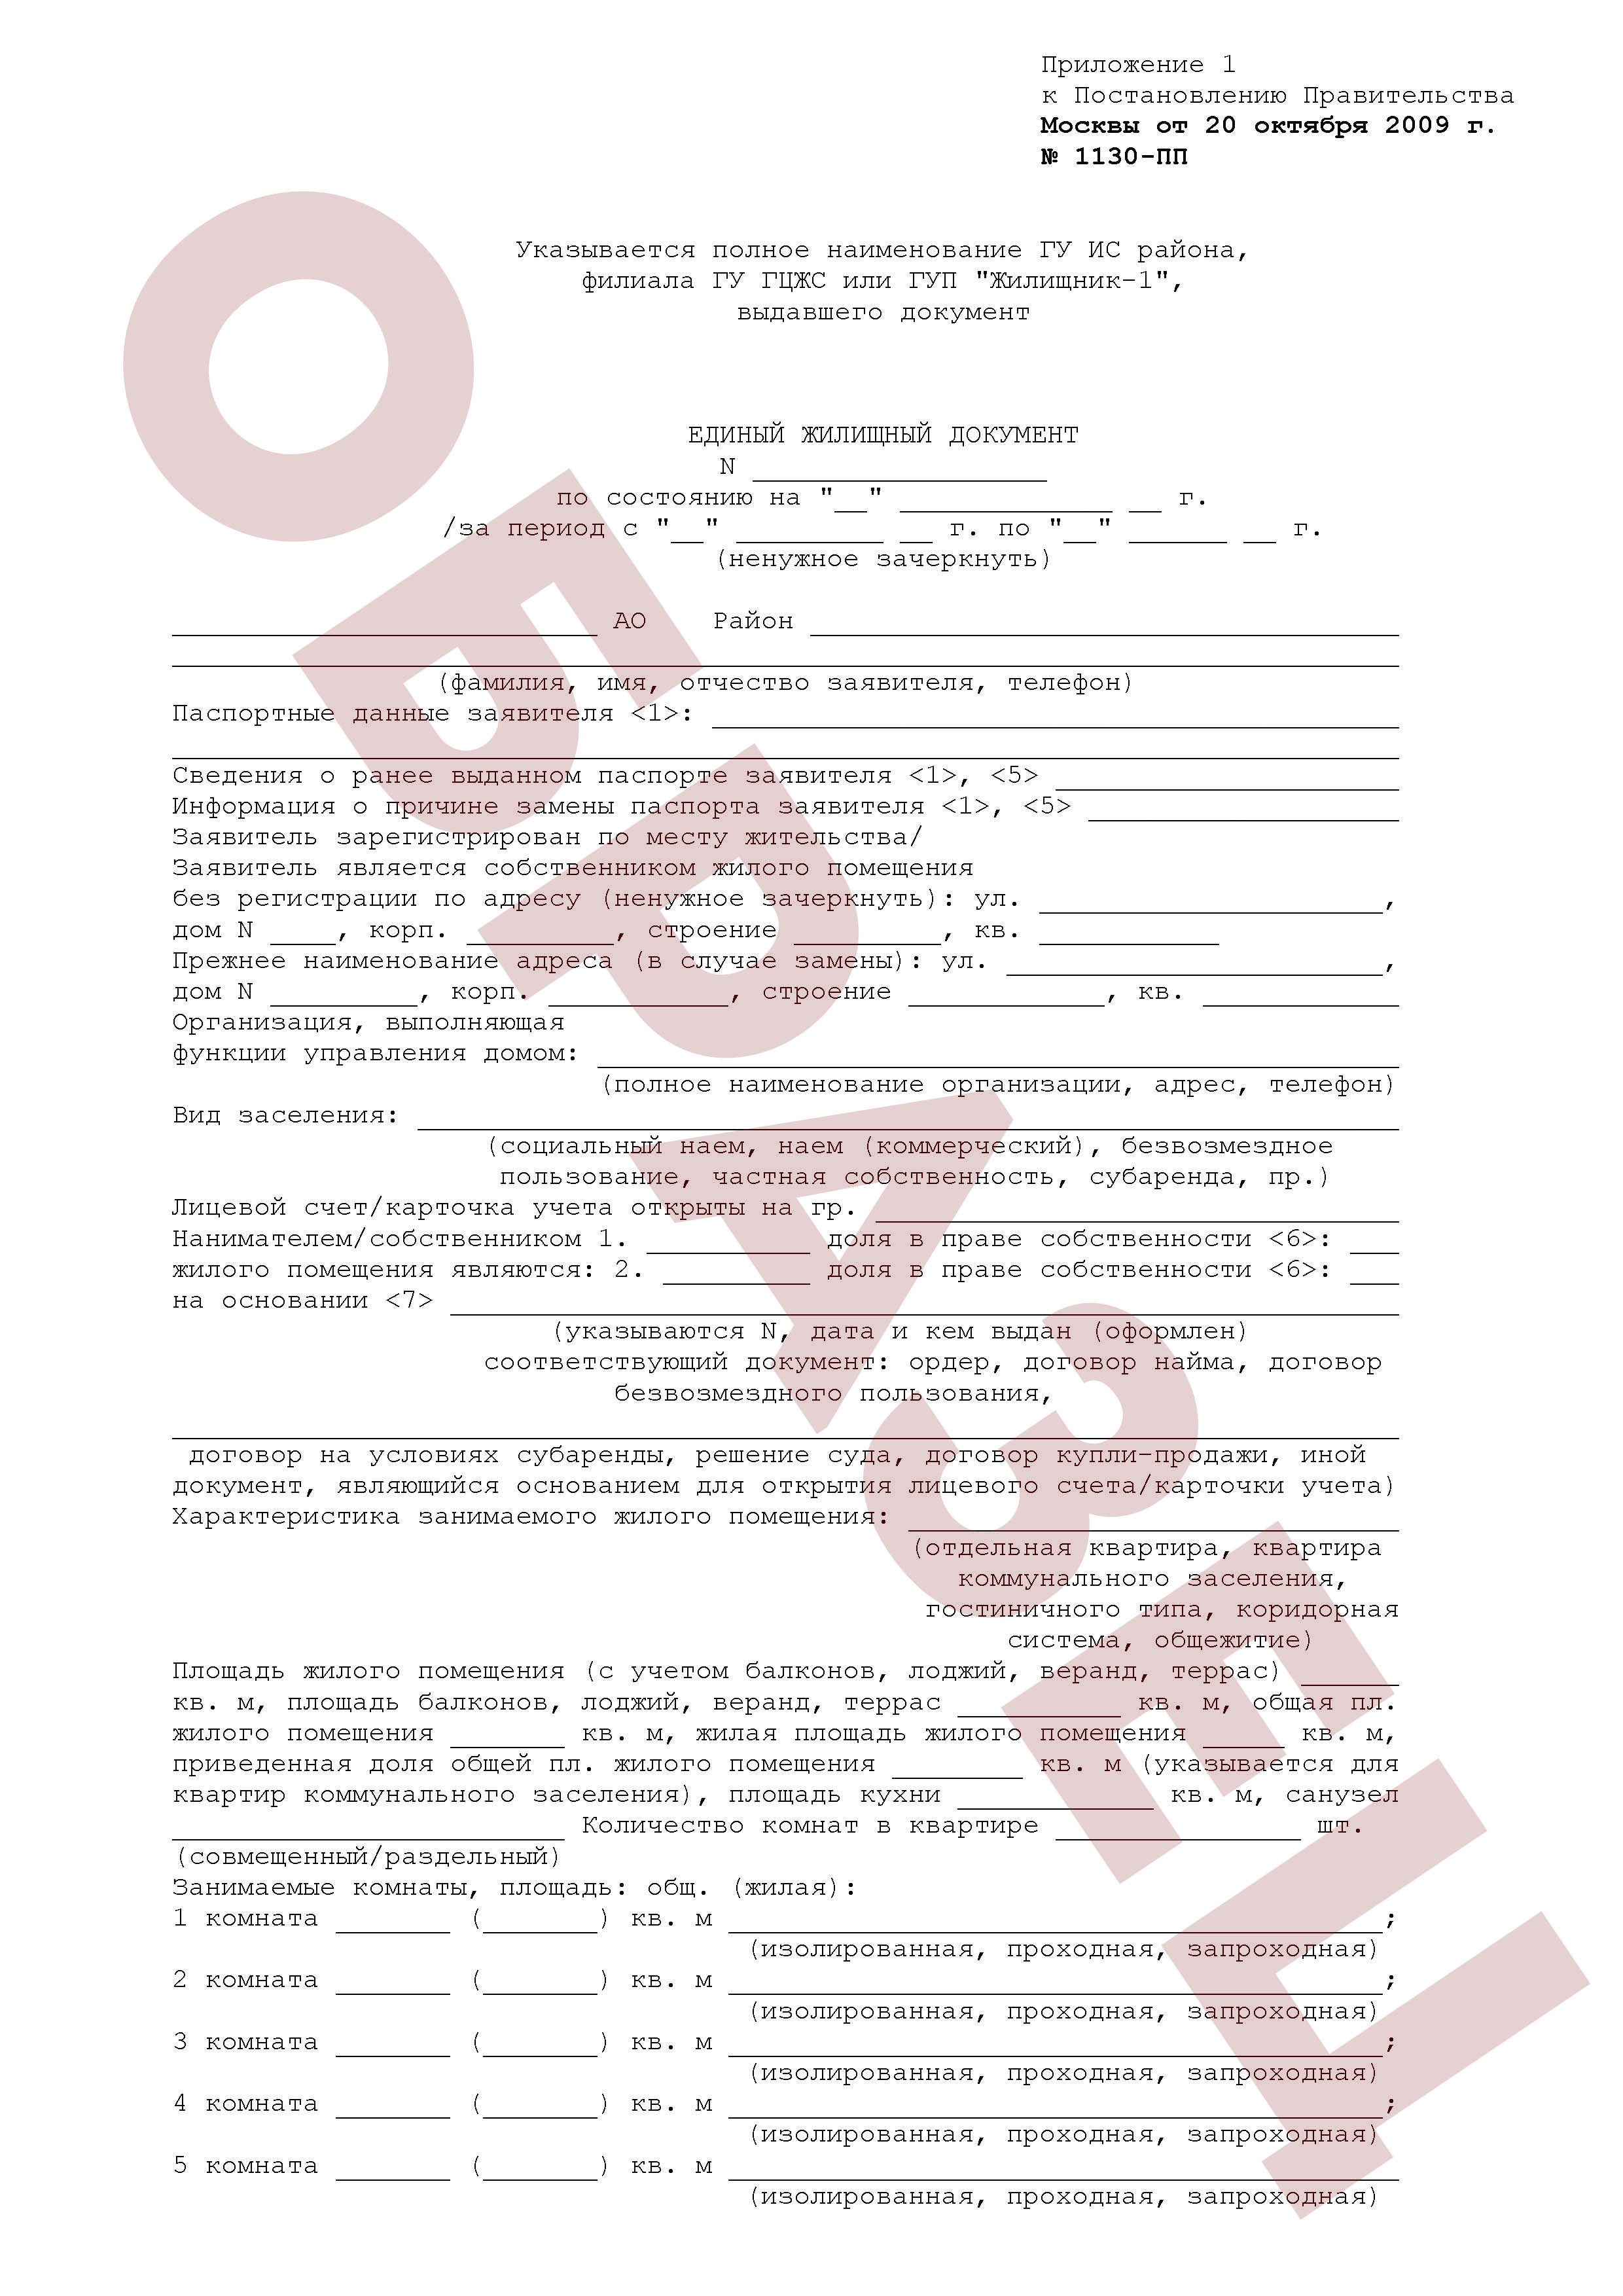 Приложение 1
к Постановлению Правительства
Москвы от 20 октября 2009 г.
№ 1130-ПП
Указывается полное наименование ГУ ИС района,
филиала ГУ ГЦЖС или ГУП "Жилищник-1",
выдавшего документ
ЕДИНЫЙ ЖИЛИЩНЫЙ ДОКУМЕНТ
N __________________
по состоянию на "__" _____________ __ г.
/за период с "__" _________ __ г. по "__" ______ __ г.
(ненужное зачеркнуть)
__________________________ АО    Район ____________________________________
___________________________________________________________________________
(фамилия, имя, отчество заявителя, телефон)
Паспортные данные заявителя <1>: __________________________________________
___________________________________________________________________________
Сведения о ранее выданном паспорте заявителя <1>, <5> _____________________
Информация о причине замены паспорта заявителя <1>, <5> ___________________
Заявитель зарегистрирован по месту жительства/
Заявитель является собственником жилого помещения
без регистрации по адресу (ненужное зачеркнуть): ул. _____________________,
дом N ____, корп. _________, строение _________, кв. ___________
Прежнее наименование адреса (в случае замены): ул. _______________________,
дом N _________, корп. ___________, строение ____________, кв. ____________
Организация, выполняющая
функции управления домом: _________________________________________________
(полное наименование организации, адрес, телефон)
Вид заселения: ____________________________________________________________
(социальный наем, наем (коммерческий), безвозмездное
пользование, частная собственность, субаренда, пр.)
Лицевой счет/карточка учета открыты на гр. ________________________________
Нанимателем/собственником 1. __________ доля в праве собственности <6>: ___
жилого помещения являются: 2. _________ доля в праве собственности <6>: ___
на основании <7> __________________________________________________________
(указываются N, дата и кем выдан (оформлен)
соответствующий документ: ордер, договор найма, договор
безвозмездного пользования,
___________________________________________________________________________
договор на условиях субаренды, решение суда, договор купли-продажи, иной
документ, являющийся основанием для открытия лицевого счета/карточки учета)
Характеристика занимаемого жилого помещения: ______________________________
(отдельная квартира, квартира
коммунального заселения,
гостиничного типа, коридорная
система, общежитие)
Площадь жилого помещения (с учетом балконов, лоджий, веранд, террас) ______
кв. м, площадь балконов, лоджий, веранд, террас __________ кв. м, общая пл.
жилого помещения _______ кв. м, жилая площадь жилого помещения _____ кв. м,
приведенная доля общей пл. жилого помещения ________ кв. м (указывается для
квартир коммунального заселения), площадь кухни ____________ кв. м, санузел
________________________ Количество комнат в квартире _______________ шт.
(совмещенный/раздельный)
Занимаемые комнаты, площадь: общ. (жилая):
1 комната _______ (_______) кв. м ________________________________________;
(изолированная, проходная, запроходная)
2 комната _______ (_______) кв. м ________________________________________;
(изолированная, проходная, запроходная)
3 комната _______ (_______) кв. м ________________________________________;
(изолированная, проходная, запроходная)
4 комната _______ (_______) кв. м ________________________________________;
(изолированная, проходная, запроходная)
5 комната _______ (_______) кв. м _________________________________________
(изолированная, проходная, запроходная)
ОБРАЗЕЦ